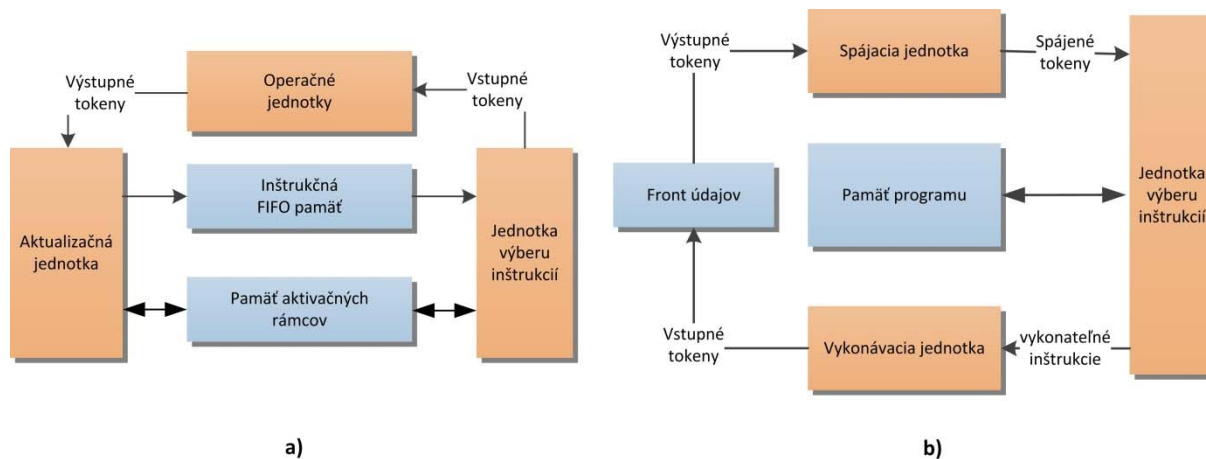 Výstupné
tokeny
Operačné
jednotky
Vstupné
tokeny
Aktualizačná
jednotka
Inštrukčná
FIFO pamäť
Pamäť aktivačných
rámcov
Jednotka
výberu
inštrukcií
a)
Výstupné
tokeny
Spájacia jednotka
Spájené
tokeny
Front údajov
Pamäť programu
Jednotka
výberu
inštrukcií
Vstupné
tokeny
Vykonávacia jednotka
vykonateľné
inštrukcie
b)